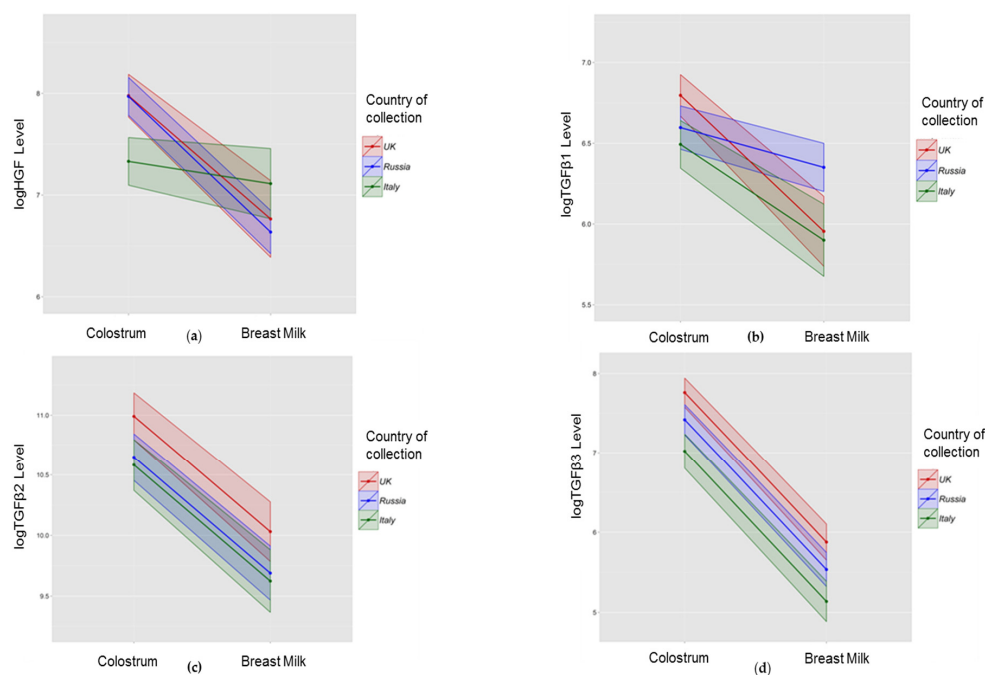 logHGF Level
8
7
6
Country of
collection
UK
Russia
Italy
Colostrum
(a)
Breast Milk
logTGFβ1 Level
7.0
6.5
6.0
5.5
Country of
collection
UK
Russia
Italy
Colostrum
(b)
Breast Milk
logTGFβ2 Level
11.0
10.5
10.0
9.5
Country of
collection
UK
Russia
Italy
Colostrum
(c)
Breast Milk
logTGFβ3 Level
8
7
6
5
Country of
collection
UK
Russia
Italy
Colostrum
(d)
Breast Milk